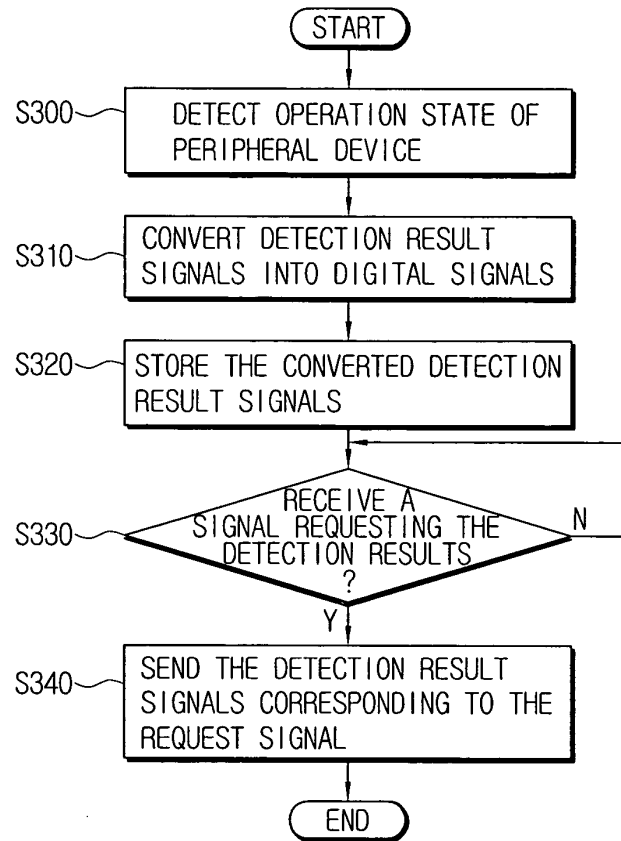 START
S300
DETECT OPERATION STATE OF
PERIPHERAL DEVICE
S310
CONVERT DETECTION RESULT
SIGNALS INTO DIGITAL SIGNALS
S320
STORE THE CONVERTED DETECTION
RESULT SIGNALS
S330
RECEIVE A
SIGNAL REQUESTING THE
DETECTION RESULTS
?
N
Y
S340
SEND THE DETECTION RESULT
SIGNALS CORRESPONDING TO THE
REQUEST SIGNAL
END